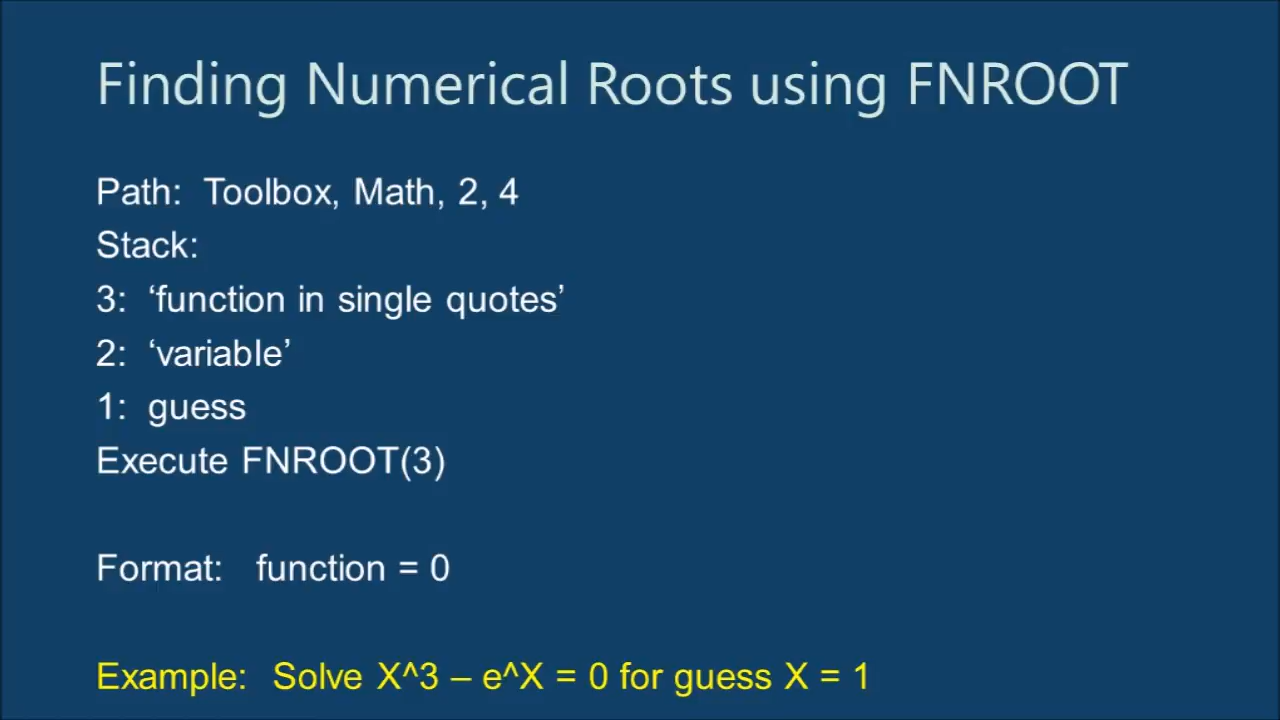 Finding Numerical Roots using FNROOT
Path:  Toolbox, Math, 2, 4
Stack:
3:  ‘function in single quotes’
2:  ‘variable’
1:  guess
Execute FNROOT(3)
Format:   function = 0
Example:  Solve X^3 – e^X = 0 for guess X = 1